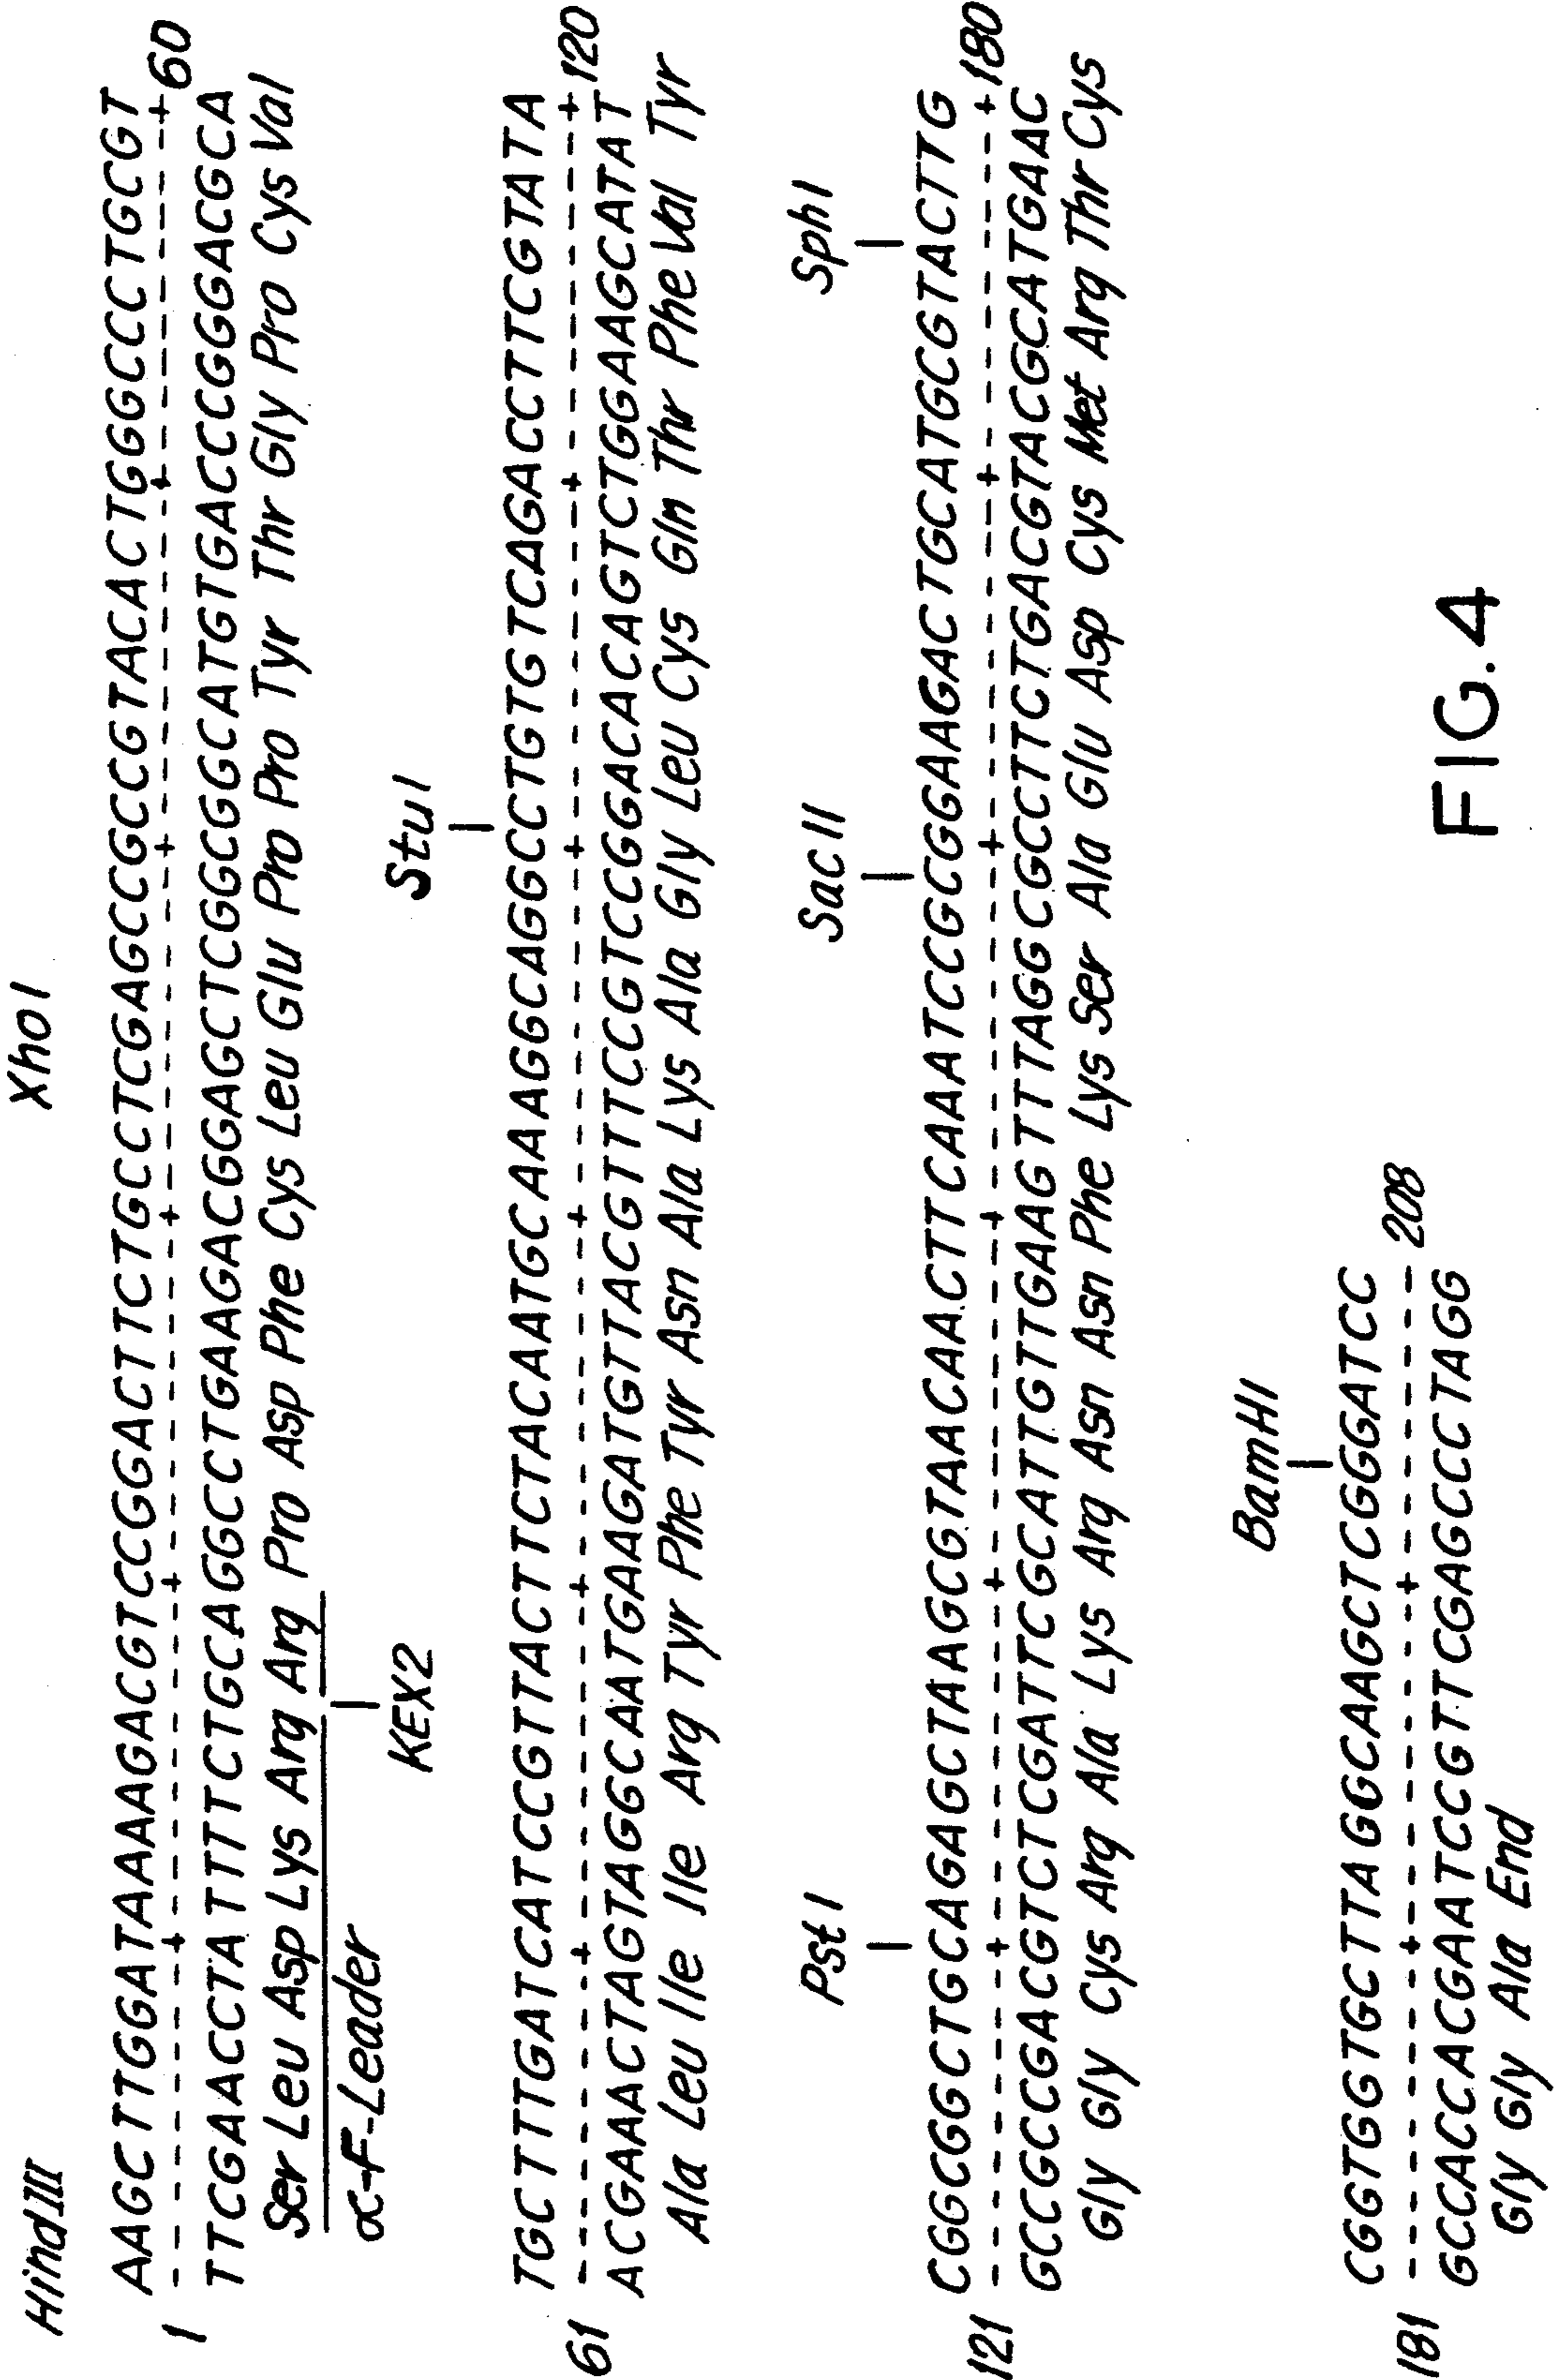 HindIII XhoI
AAGCTTGGATAAAAGACGTCCGGACTTCTGCCTCGAGCCGCCGTACACTGGGCCCTGCGT
1 60
TTCGAACCTATTTTCTGCAGGCCTGAAGACGGAGCTCGGCGGCATGTGACCCGGGACGCA
Ser Leu Asp Lys Arg Arg Pro Asp Phe Cys Leu Glu Pro Pro Tyr Thr Gly Pro Cys Val
α-F-Leader KEX2
StuI
TGCTTTGATCATCCGTTACTTCTACAATGCAAAGGCAGGCCTGTGTCAGACCTTCGTATA
61 120
ACGAAACTAGTAGGCAATGAAGATGTTACGTTTCCGTCCGGACACAGTCTGGAAGCATAT
Ala Leu Ile Ile Arg Tyr Phe Tyr Asn Ala Lys Ala Gly Leu Cys Gln Thr Phe Val Tyr
PstI SacII SphI
CGGCGGCTGCAGAGCTAAGCGTAACAACTTCAAATCCGCGGAAGACTGCATGCGTACTTG
121 180
GCCGCCGACGTCTCGATTCGCATTGTTGAAGTTTAGGCGCCTTCTGACGTACGCATGAAC
Gly Gly Cys Arg Ala Lys Arg Asn Asn Phe Lys Ser Ala Glu Asp Cys Met Arg Thr Cys
BamHI
CGGTGGTGCTTAGGCAAGCTCGGGATCC
181 208
GCCACCACGAATCCGTTCGAGCCCTAGG
Gly Gly Ala End
FIG.4